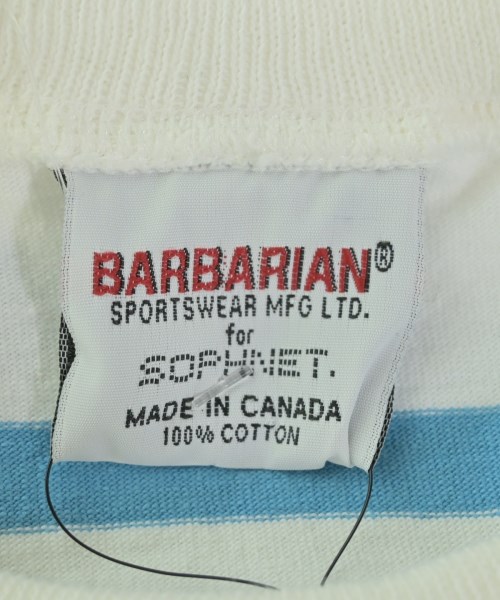 BARBARIAN®
SPORTSWEAR MFG LTD.
for
SOPHNET.
MADE IN CANADA
100% COTTON